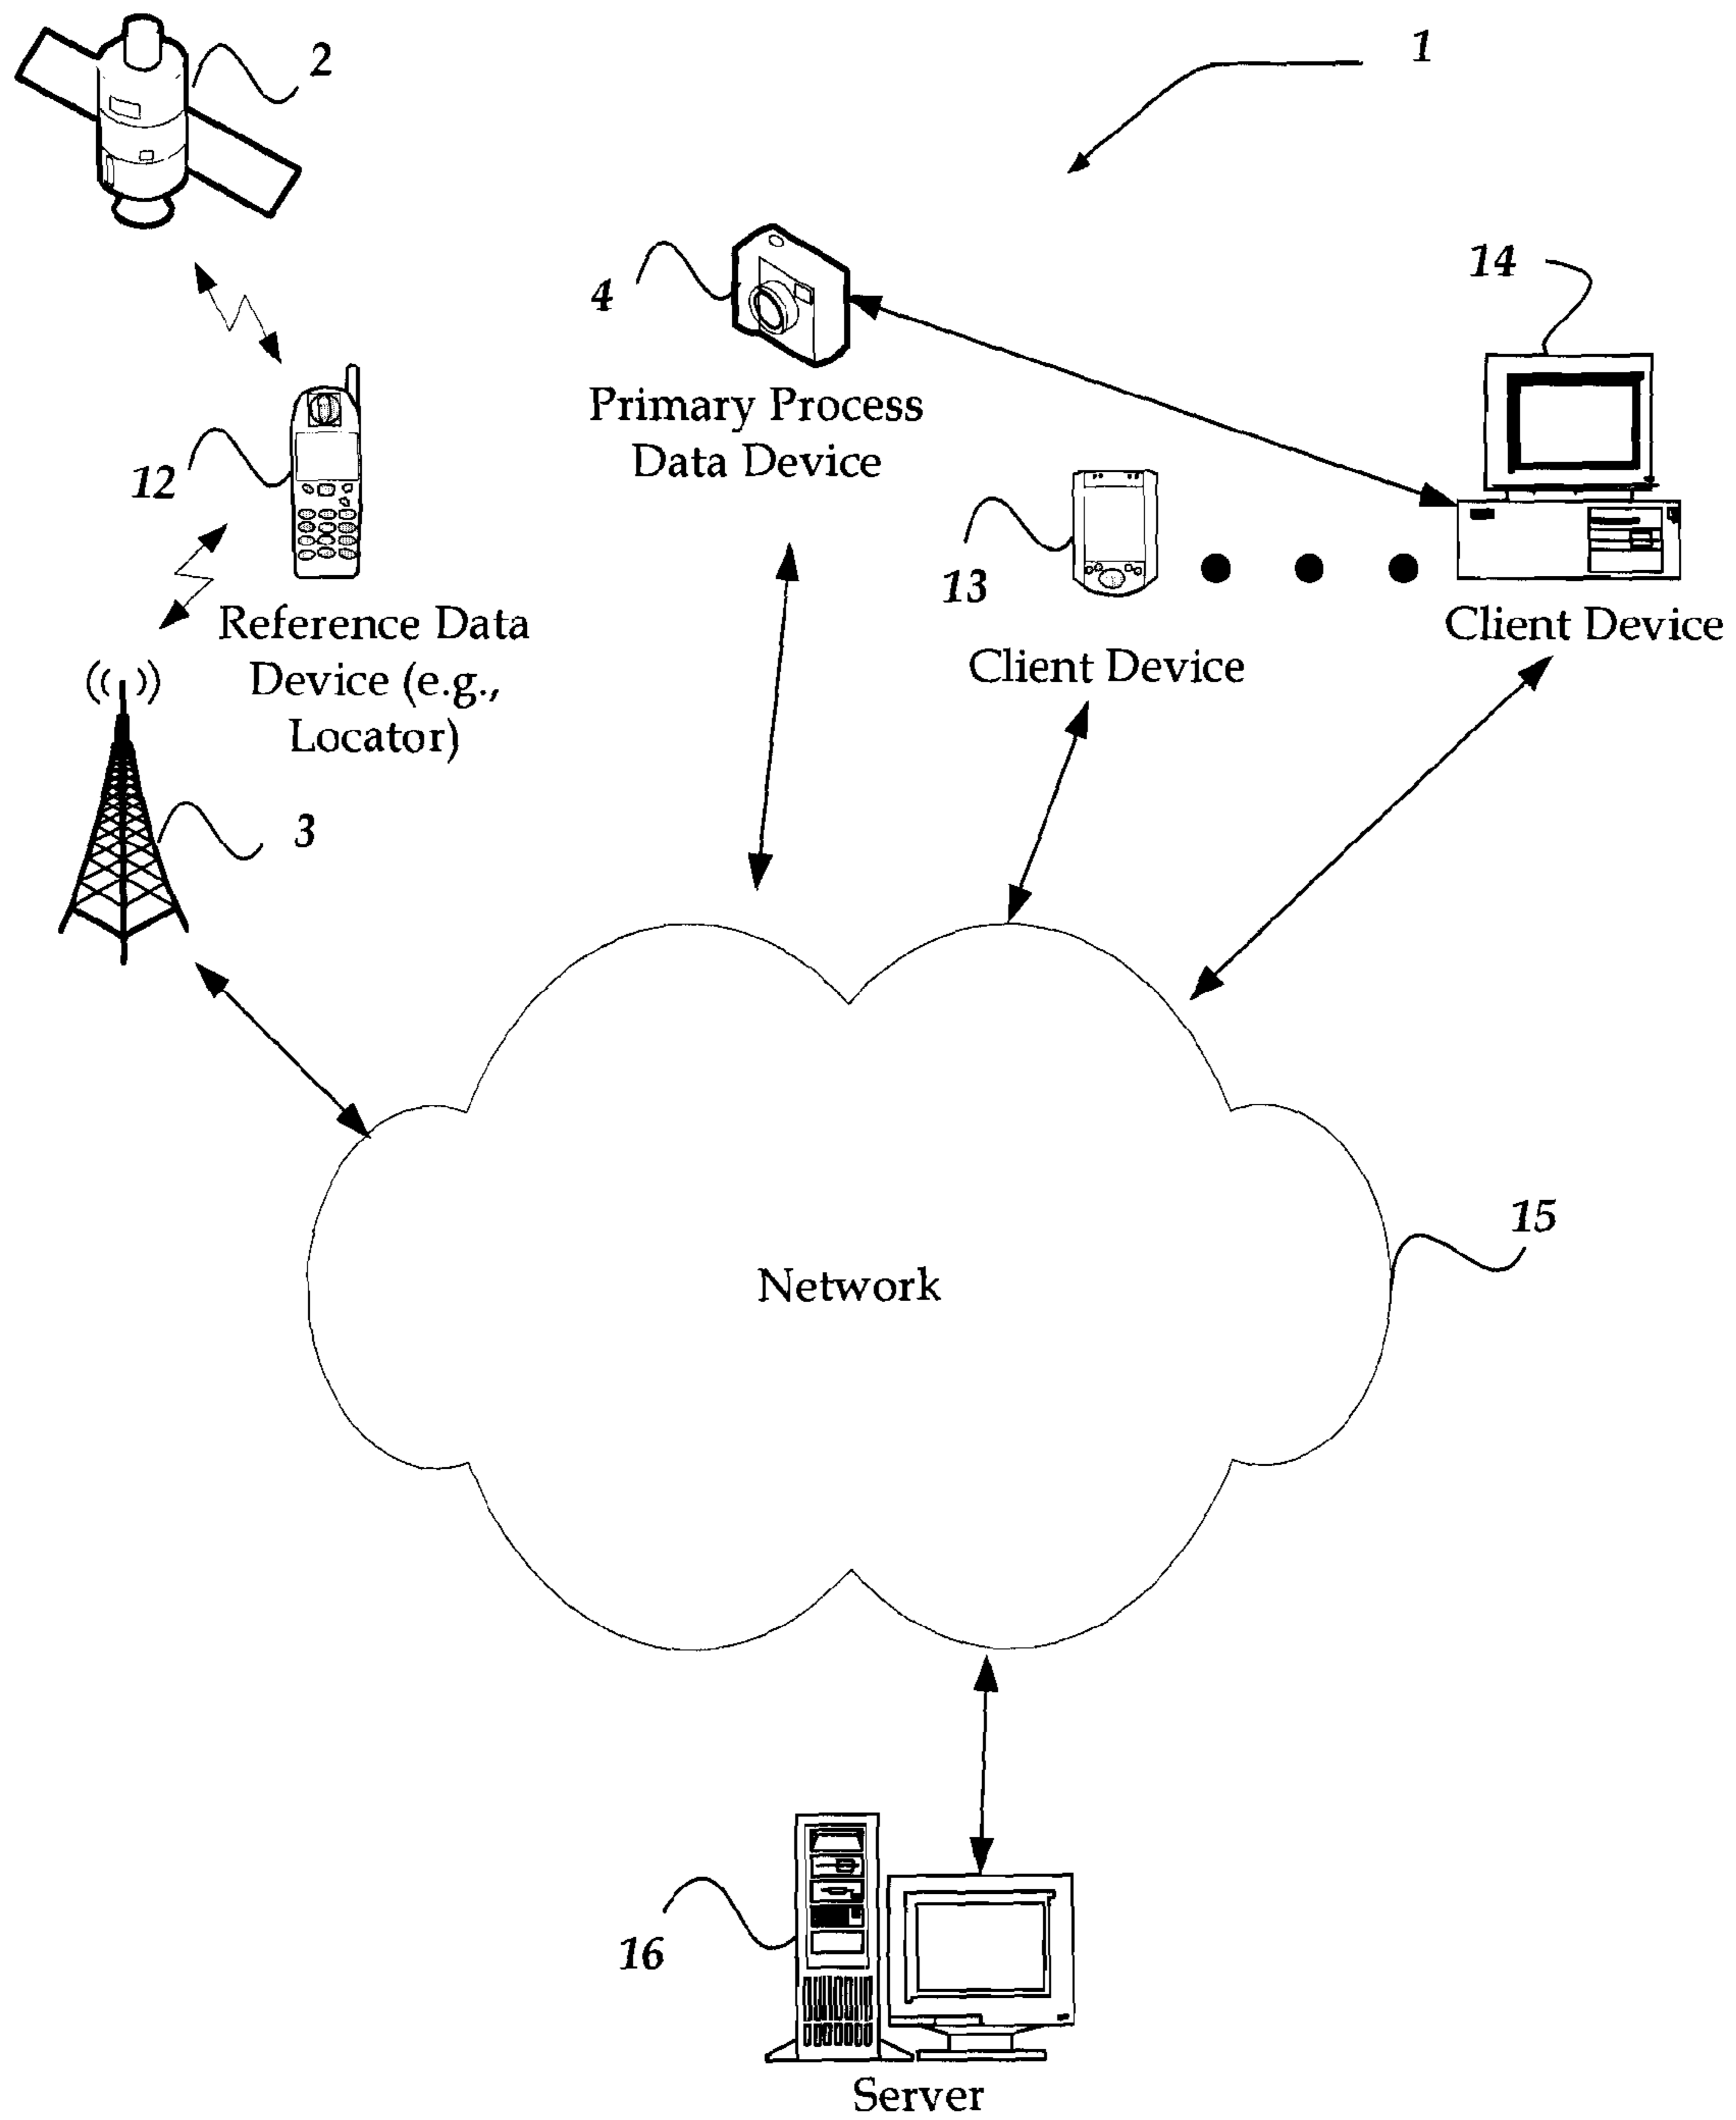 2
1
4
14
Primary Process
Data Device
12
13
Client Device
Client Device
Reference Data
Device (e.g.,
Locator)
3
15
Network
16
Server